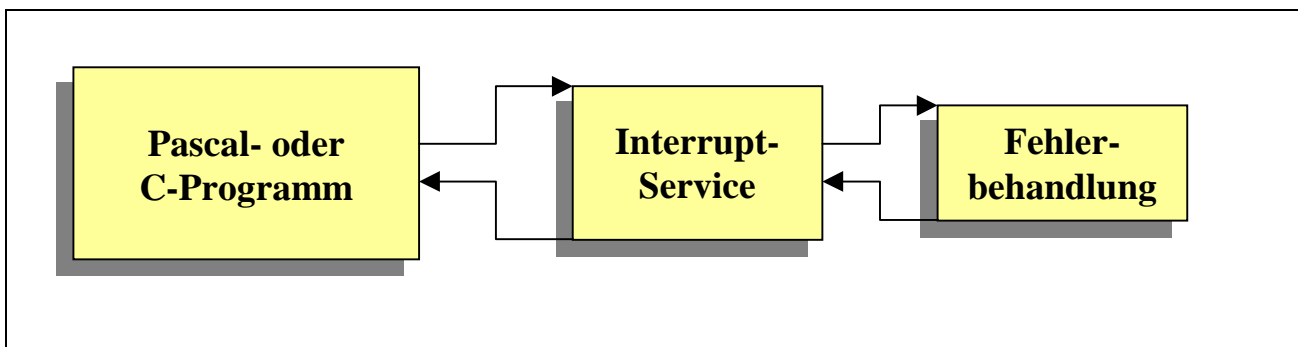 Pascal- oder
C-Programm
Interrupt-
Service
Fehler-
behandlung